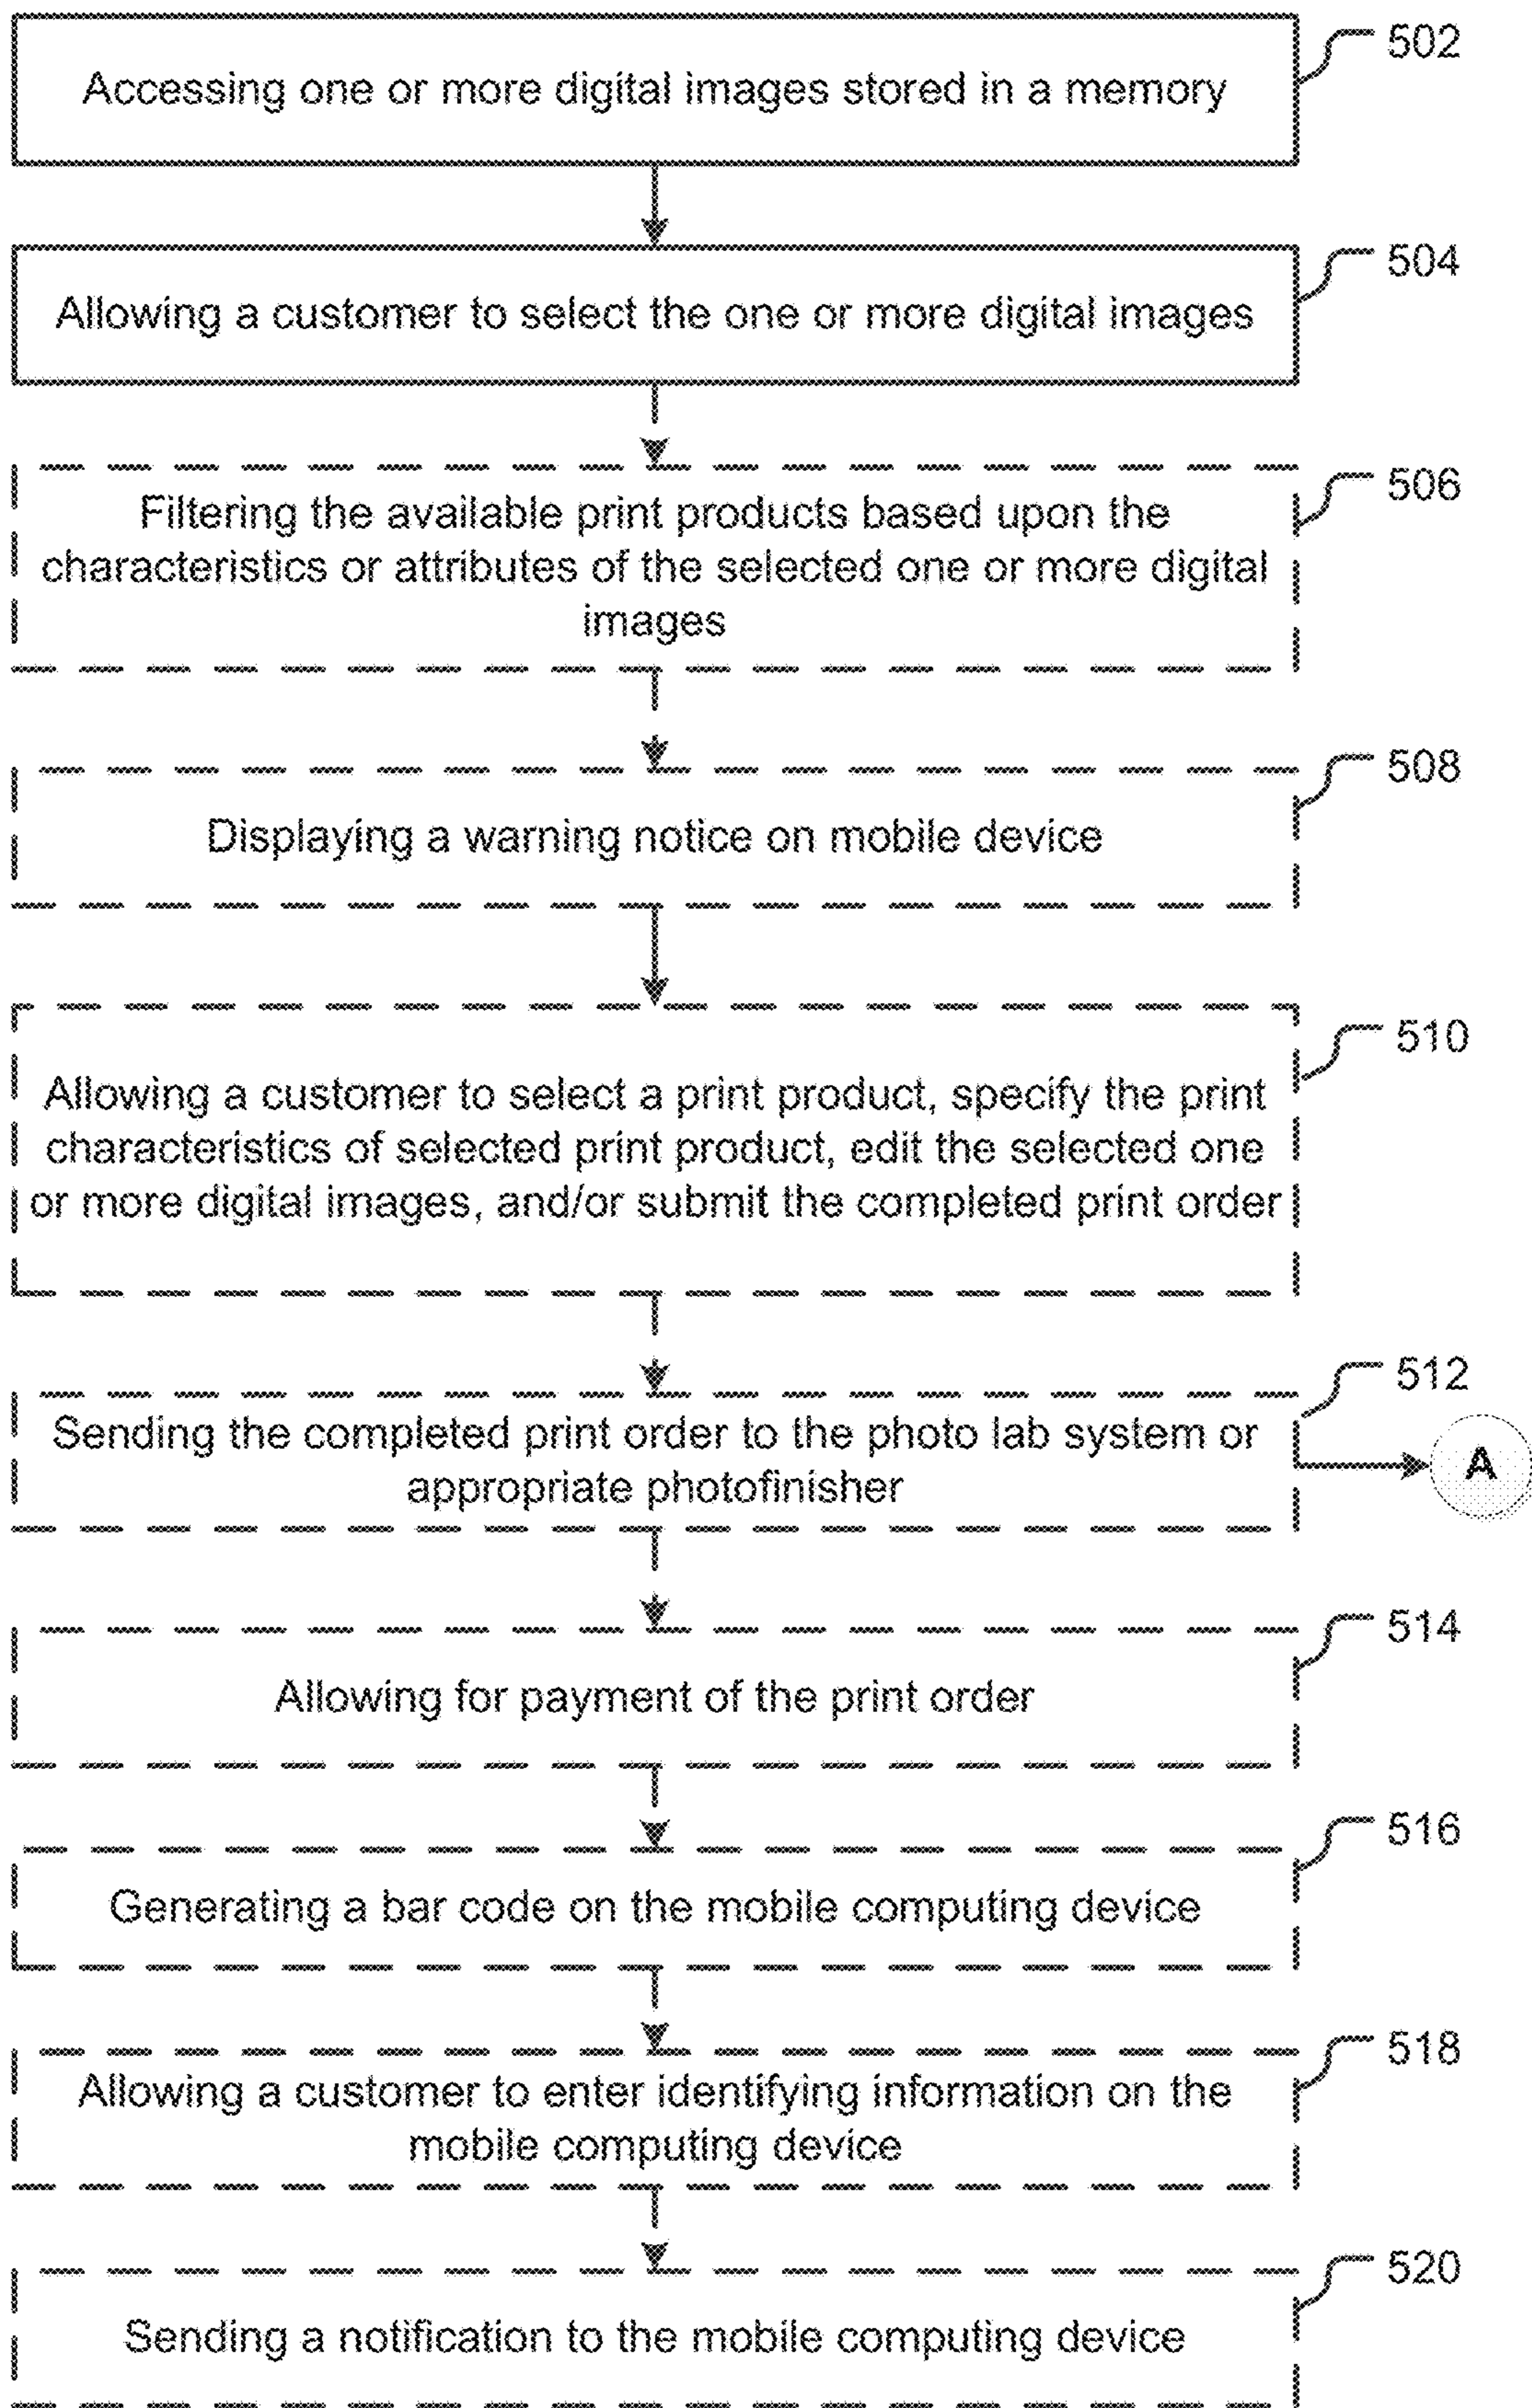 502
Accessing one or more digital images stored in a memory
504
Allowing a customer to select the one or more digital images
506
Filtering the available print products based upon the
characteristics or attributes of the selected one or more digital
images
508
Displaying a warning notice on mobile device
510
Allowing a customer to select a print product, specify the print
characteristics of selected print product, edit the selected one
or more digital images, and/or submit the completed print order
512
Sending the completed print order to the photo lab system or
appropriate photofinisher
A
514
Allowing for payment of the print order
516
Generating a bar code on the mobile computing device
518
Allowing a customer to enter identifying information on the
mobile computing device
520
Sending a notification to the mobile computing device